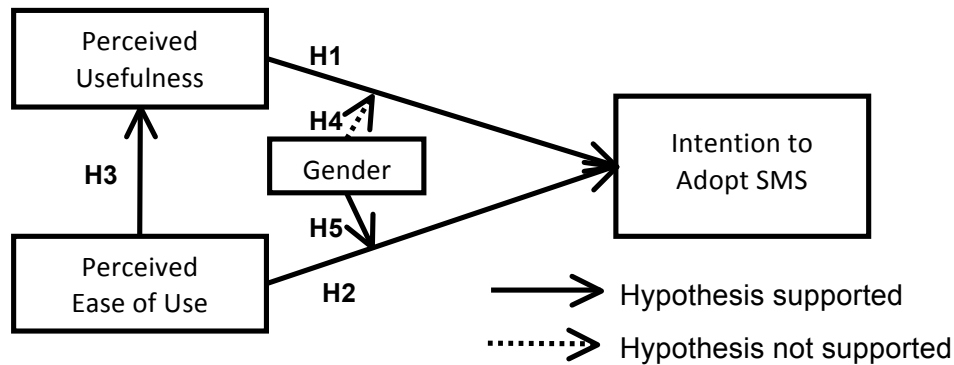 Perceived
Usefulness
H1
H4
Gender
H3
H5
Intention to
Adopt SMS
Perceived
Ease of Use
H2
Hypothesis supported
Hypothesis not supported